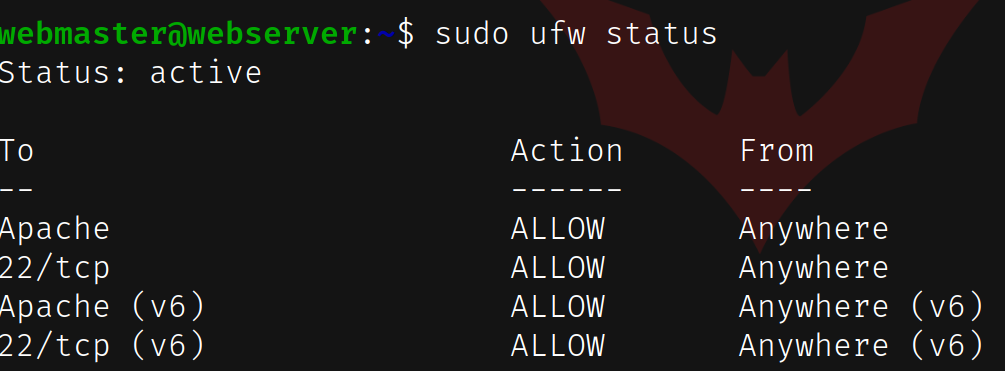 webmaster@webserver:~$ sudo ufw status
Status: active
To Action From
-- ------ ----
Apache ALLOW Anywhere
22/tcp ALLOW Anywhere
Apache (v6) ALLOW Anywhere (v6)
22/tcp (v6) ALLOW Anywhere (v6)